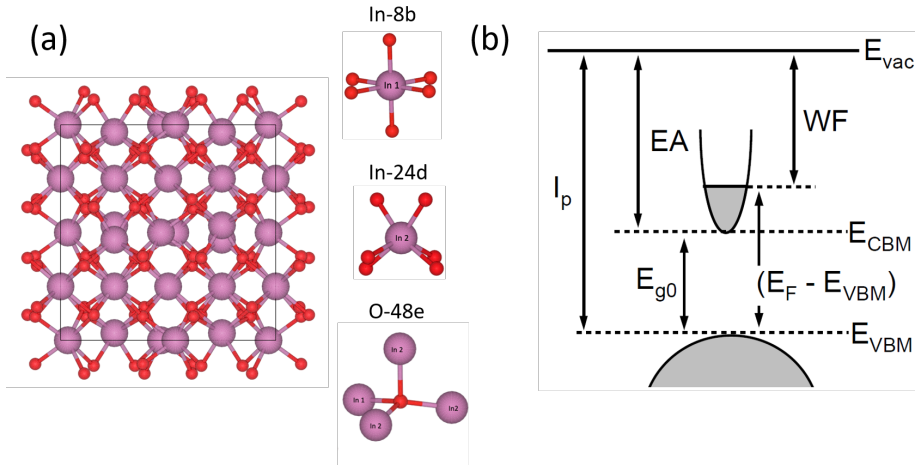 (a)
In-8b
In 1
In-24d
In 2
O-48e
In 2
In 1
In2
In 2
(b)
E_vac
WF
EA
I_p
E_CBM
E_g0
(E_F - E_VBM)
E_VBM